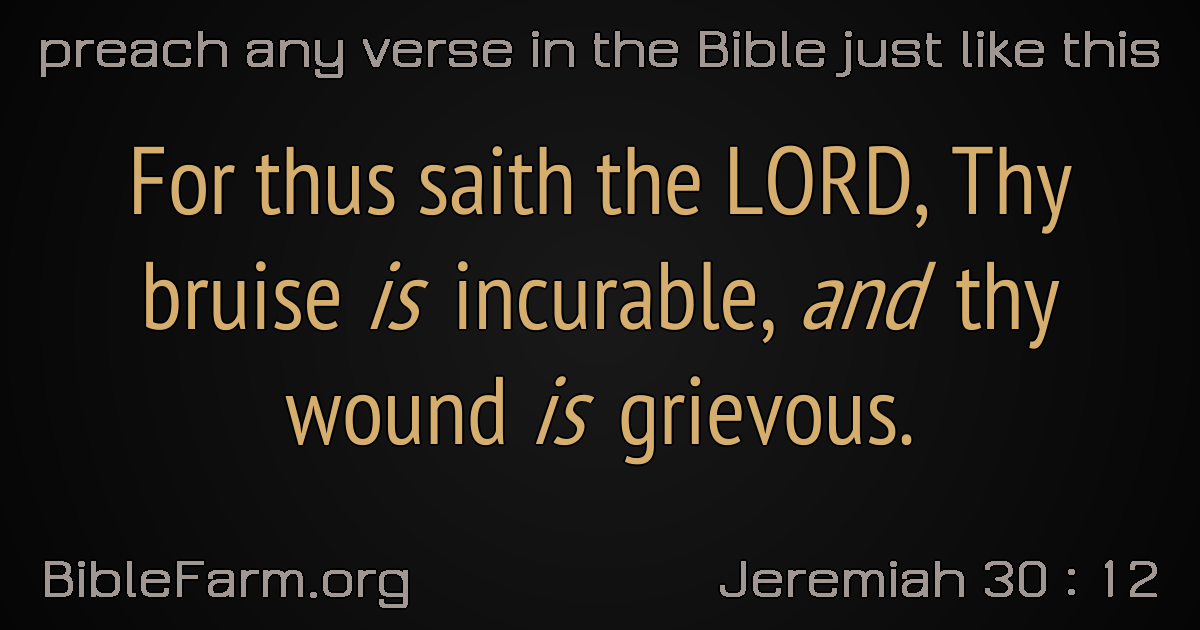 preach any verse in the Bible just like this
For thus saith the LORD, Thy
bruise is incurable, and thy
wound is grievous.
BibleFarm.org
Jeremiah 30 : 12